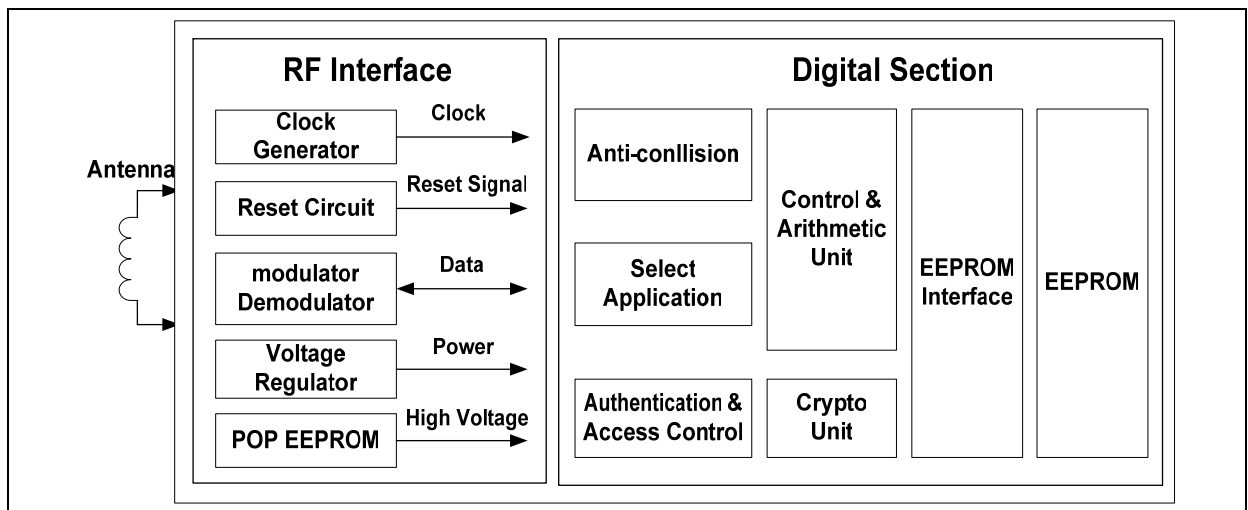 RF Interface
Clock
Generator
Clock
Reset Circuit
Reset Signal
modulator
Demodulator
Data
Voltage
Regulator
Power
POP EEPROM
High Voltage
Antenna
Digital Section
Anti-conllision
Select
Application
Authentication &
Access Control
Control &
Arithmetic
Unit
Crypto
Unit
EEPROM
Interface
EEPROM